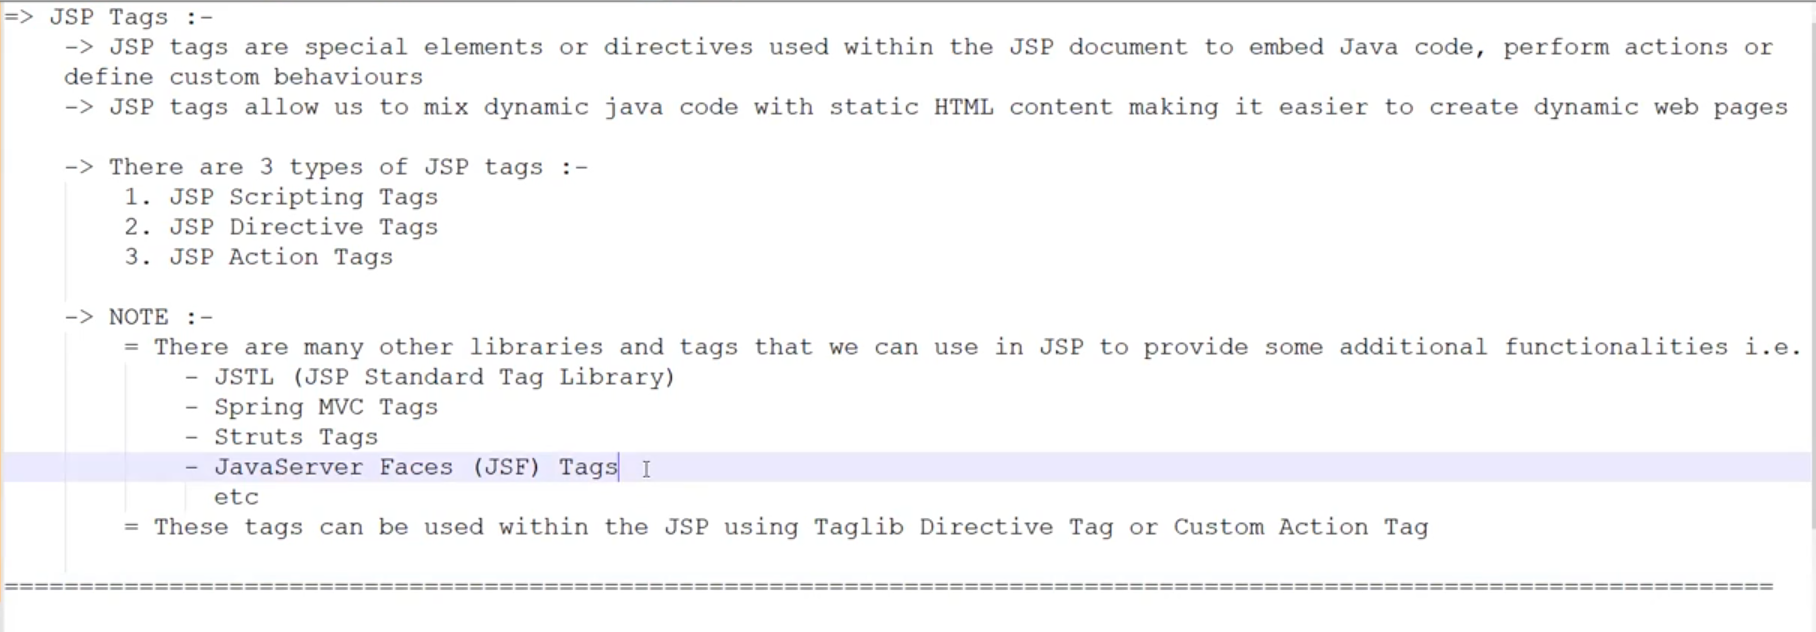 => JSP Tags :-
-> JSP tags are special elements or directives used within the JSP document to embed Java code, perform actions or
define custom behaviours
-> JSP tags allow us to mix dynamic java code with static HTML content making it easier to create dynamic web pages
-> There are 3 types of JSP tags :-
1. JSP Scripting Tags
2. JSP Directive Tags
3. JSP Action Tags
-> NOTE :-
= There are many other libraries and tags that we can use in JSP to provide some additional functionalities i.e.
- JSTL (JSP Standard Tag Library)
- Spring MVC Tags
- Struts Tags
- JavaServer Faces (JSF) Tags
etc
= These tags can be used within the JSP using Taglib Directive Tag or Custom Action Tag
======================================================================================================================